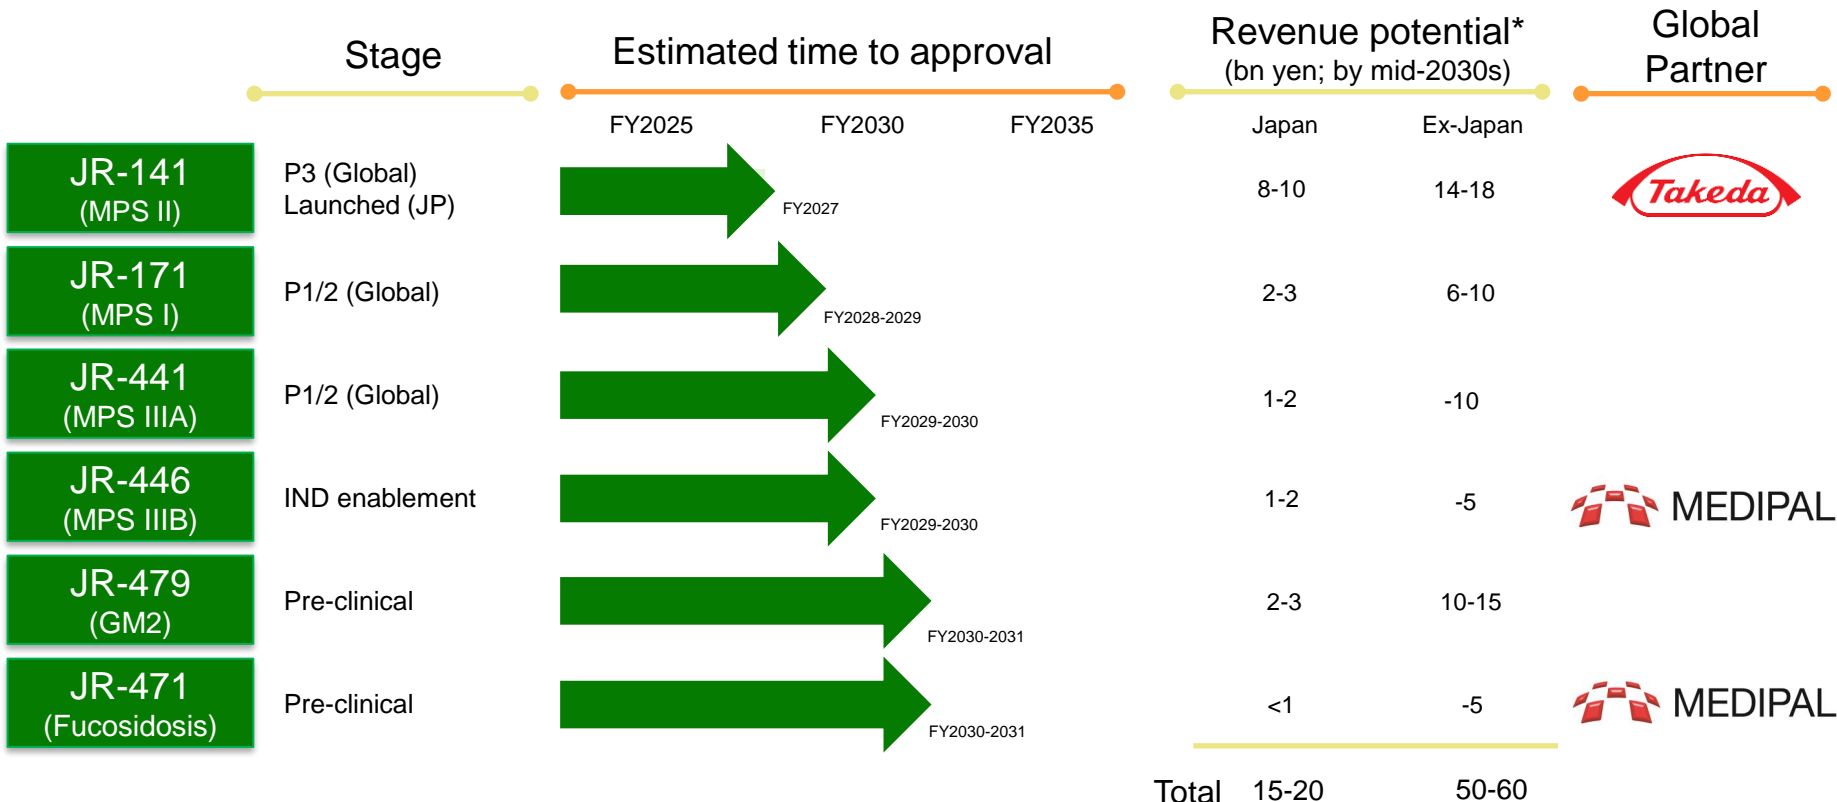 Stage
Estimated time to approval
Revenue potential*
(bn yen; by mid-2030s)
Global
Partner
FY2025
FY2030
FY2035
Japan
Ex-Japan
JR-141
(MPS II)
P3 (Global)
Launched (JP)
FY2027
8-10
14-18
Takeda
JR-171
(MPS I)
P1/2 (Global)
FY2028-2029
2-3
6-10
JR-441
(MPS IIIA)
P1/2 (Global)
FY2029-2030
1-2
-10
JR-446
(MPS IIIB)
IND enablement
FY2029-2030
1-2
-5
MEDIPAL
JR-479
(GM2)
Pre-clinical
FY2030-2031
2-3
10-15
JR-471
(Fucosidosis)
Pre-clinical
FY2030-2031
<1
-5
MEDIPAL
Total
15-20
50-60